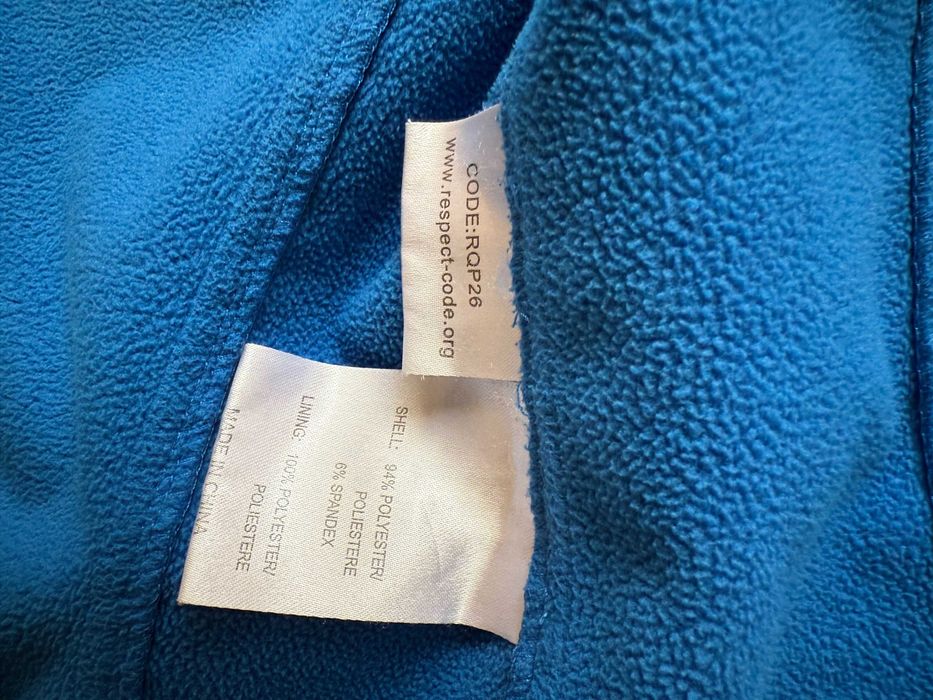 CODE:RQP26
www.respect-code.org
SHELL: 94% POLYESTER/
POLIESTERE
6% SPANDEX
LINING: 100% POLYESTER/
POLIESTERE
MADE IN CHINA